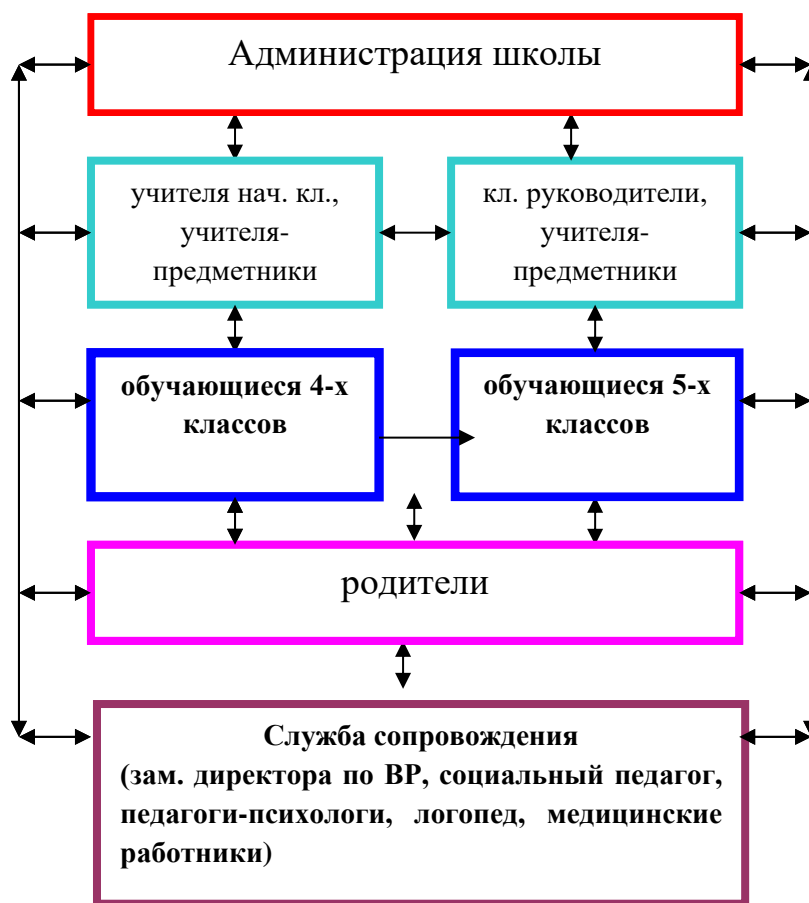 Администрация школы
учителя нач. кл.,
учителя-
предметники
кл. руководители,
учителя-
предметники
обучающиеся 4-х
классов
обучающиеся 5-х
классов
родители
Служба сопровождения
(зам. директора по ВР, социальный педагог,
педагоги-психологи, логопед, медицинские
работники)